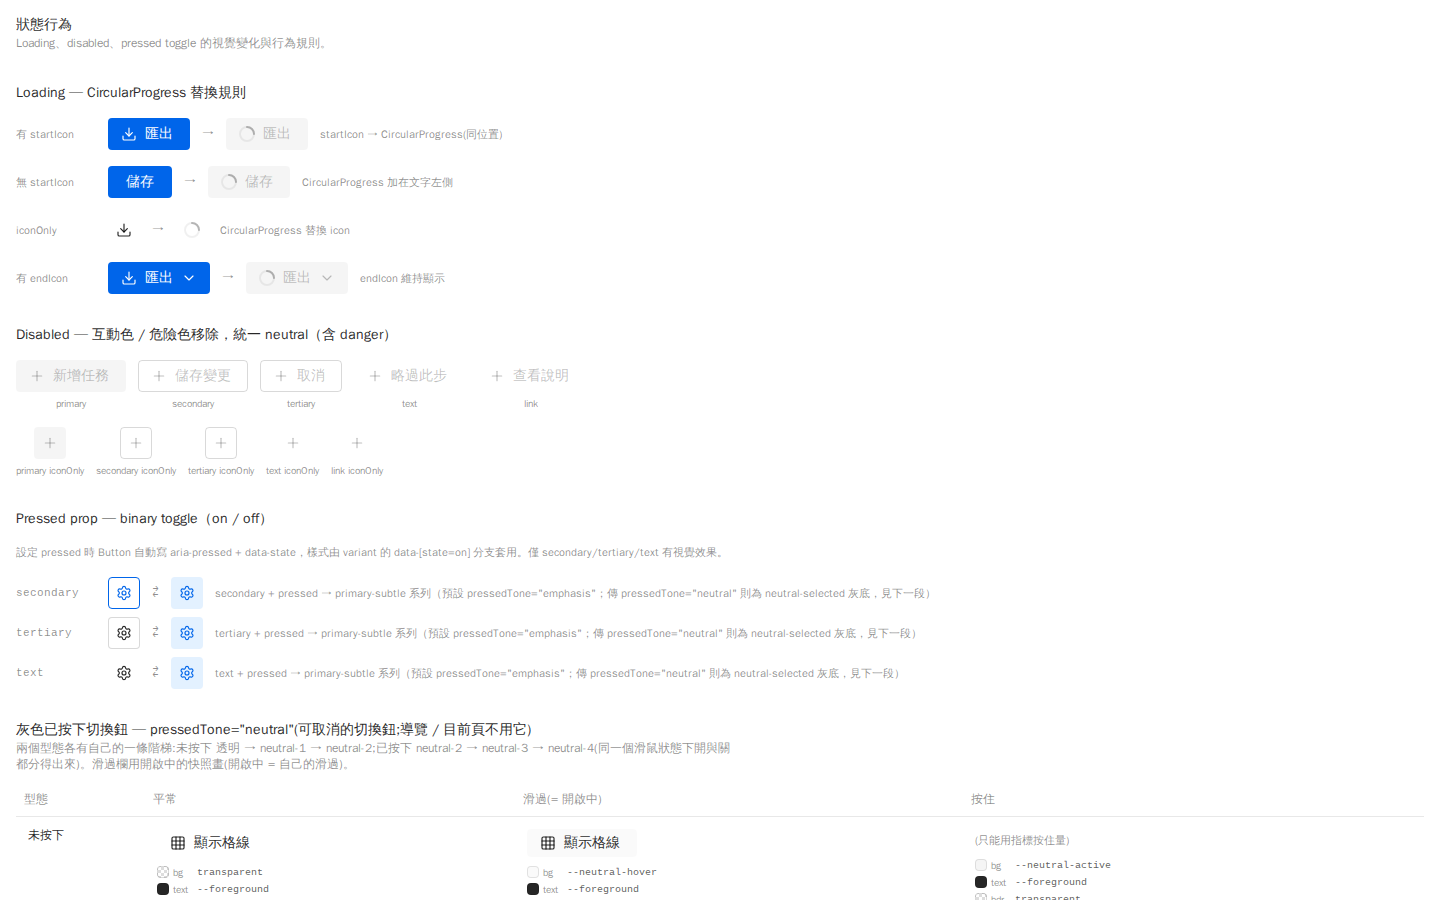 狀態行為
Loading、disabled、pressed toggle 的視覺變化與行為規則。
Loading — CircularProgress 替換規則
有 startIcon 匯出 → 匯出 startIcon → CircularProgress(同位置)
無 startIcon 儲存 → 儲存 CircularProgress 加在文字左側
iconOnly → CircularProgress 替換 icon
有 endIcon 匯出 → 匯出 endIcon 維持顯示
Disabled — 互動色 / 危險色移除，統一 neutral（含 danger）
新增任務 儲存變更 取消 略過此步 查看說明
primary secondary tertiary text link
primary iconOnly secondary iconOnly tertiary iconOnly text iconOnly link iconOnly
Pressed prop — binary toggle（on / off）
設定 pressed 時 Button 自動寫 aria-pressed + data-state，樣式由 variant 的 data-[state=on] 分支套用。僅 secondary/tertiary/text 有視覺效果。
secondary ⇄ secondary + pressed → primary-subtle 系列（預設 pressedTone="emphasis"；傳 pressedTone="neutral" 則為 neutral-selected 灰底，見下一段）
tertiary ⇄ tertiary + pressed → primary-subtle 系列（預設 pressedTone="emphasis"；傳 pressedTone="neutral" 則為 neutral-selected 灰底，見下一段）
text ⇄ text + pressed → primary-subtle 系列（預設 pressedTone="emphasis"；傳 pressedTone="neutral" 則為 neutral-selected 灰底，見下一段）
灰色已按下切換鈕 — pressedTone="neutral"(可取消的切換鈕;導覽 / 目前頁不用它)
兩個型態各有自己的一條階梯:未按下 透明 → neutral-1 → neutral-2;已按下 neutral-2 → neutral-3 → neutral-4(同一個滑鼠狀態下開與關
都分得出來)。滑過欄用開啟中的快照畫(開啟中 = 自己的滑過)。
型態 平常 滑過(= 開啟中) 按住
未按下 顯示格線 顯示格線 (只能用指標按住量)
bg transparent bg --neutral-hover bg --neutral-active
text --foreground text --foreground text --foreground
bdr transparent